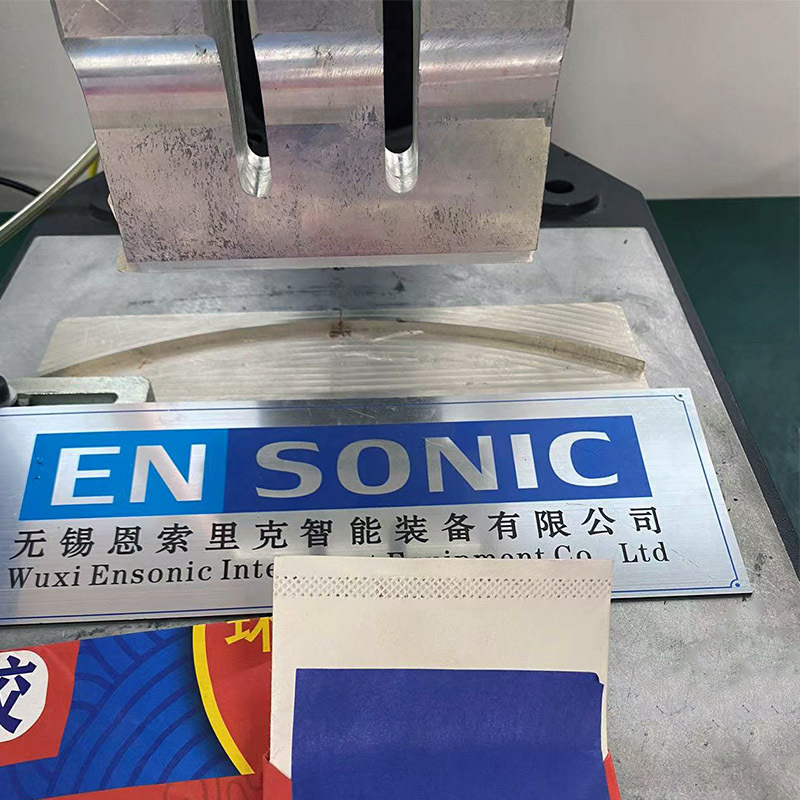 EN SONIC
无锡恩索里克智能装备有限公司
Wuxi Ensonic Equipment Co., Ltd